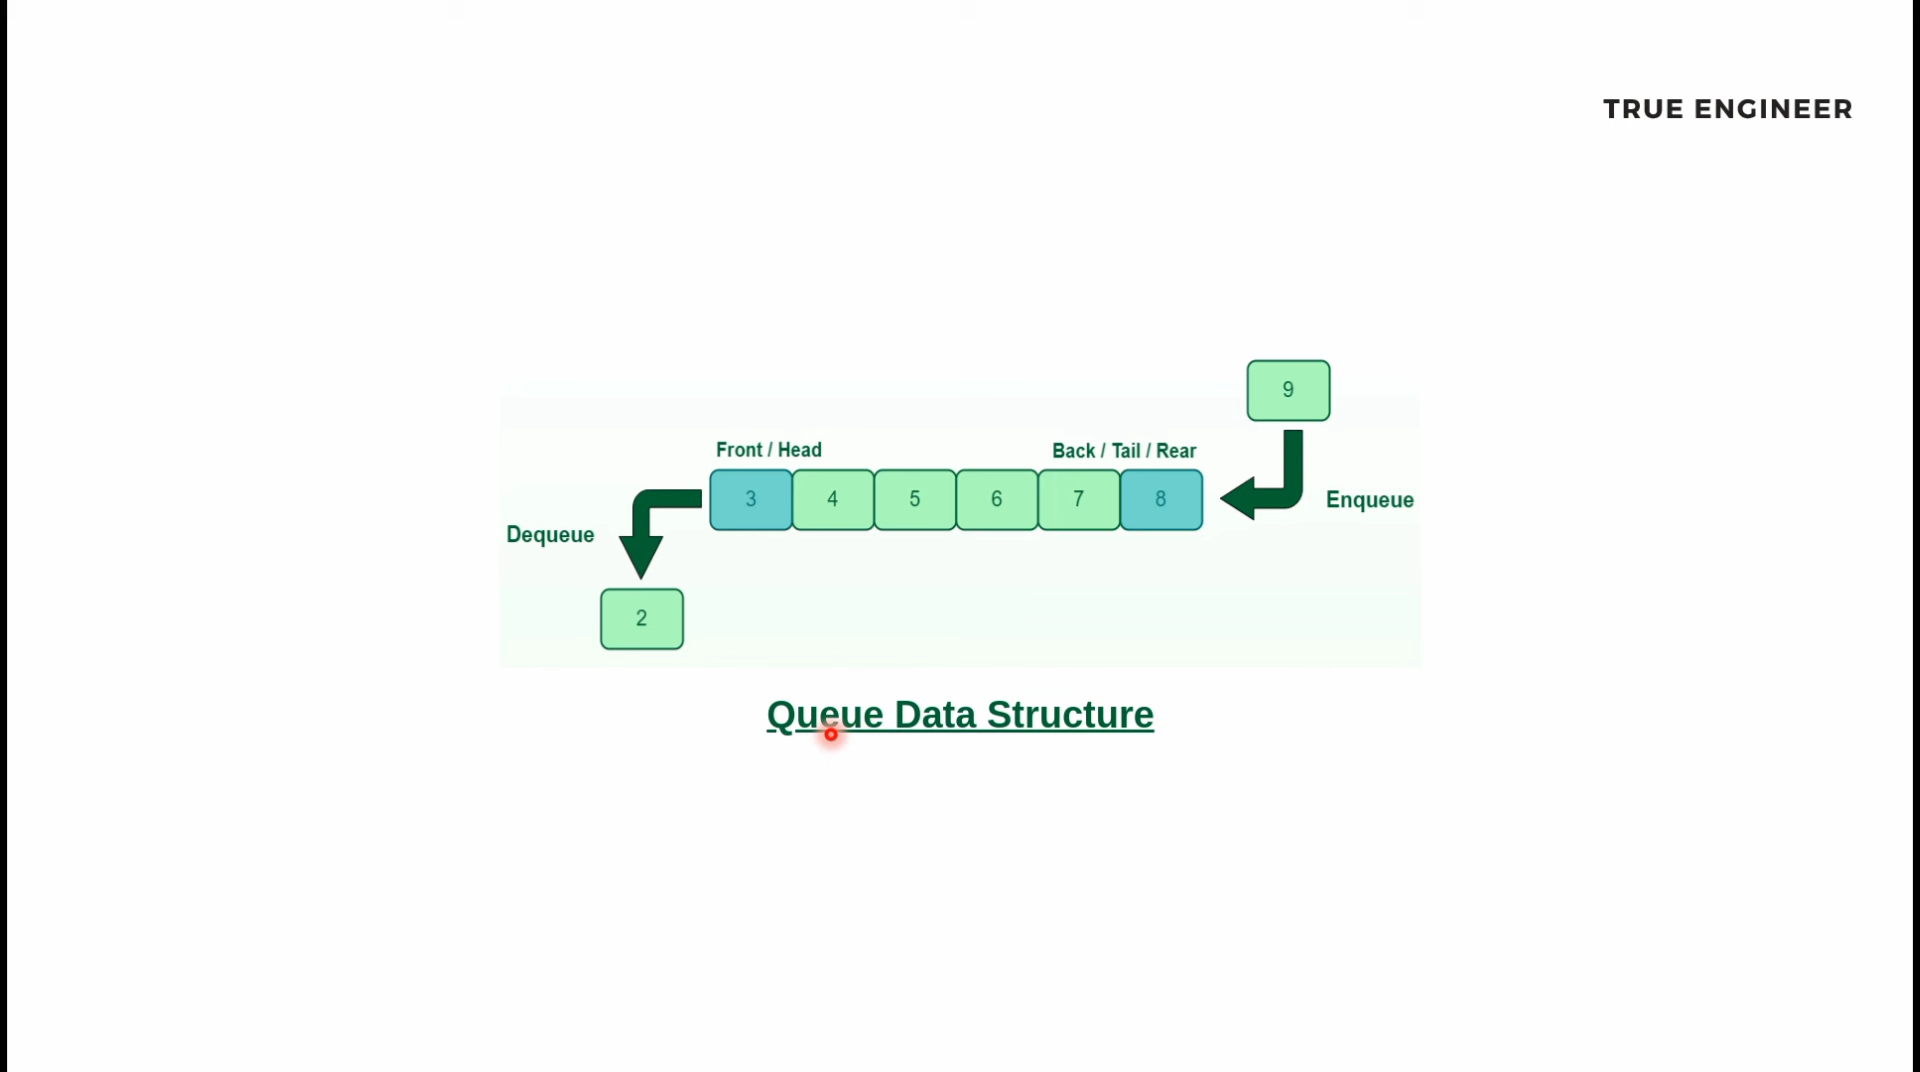 TRUE ENGINEER
9
Front / Head
Back / Tail / Rear
3 4 5 6 7 8
Enqueue
Dequeue
2
Queue Data Structure